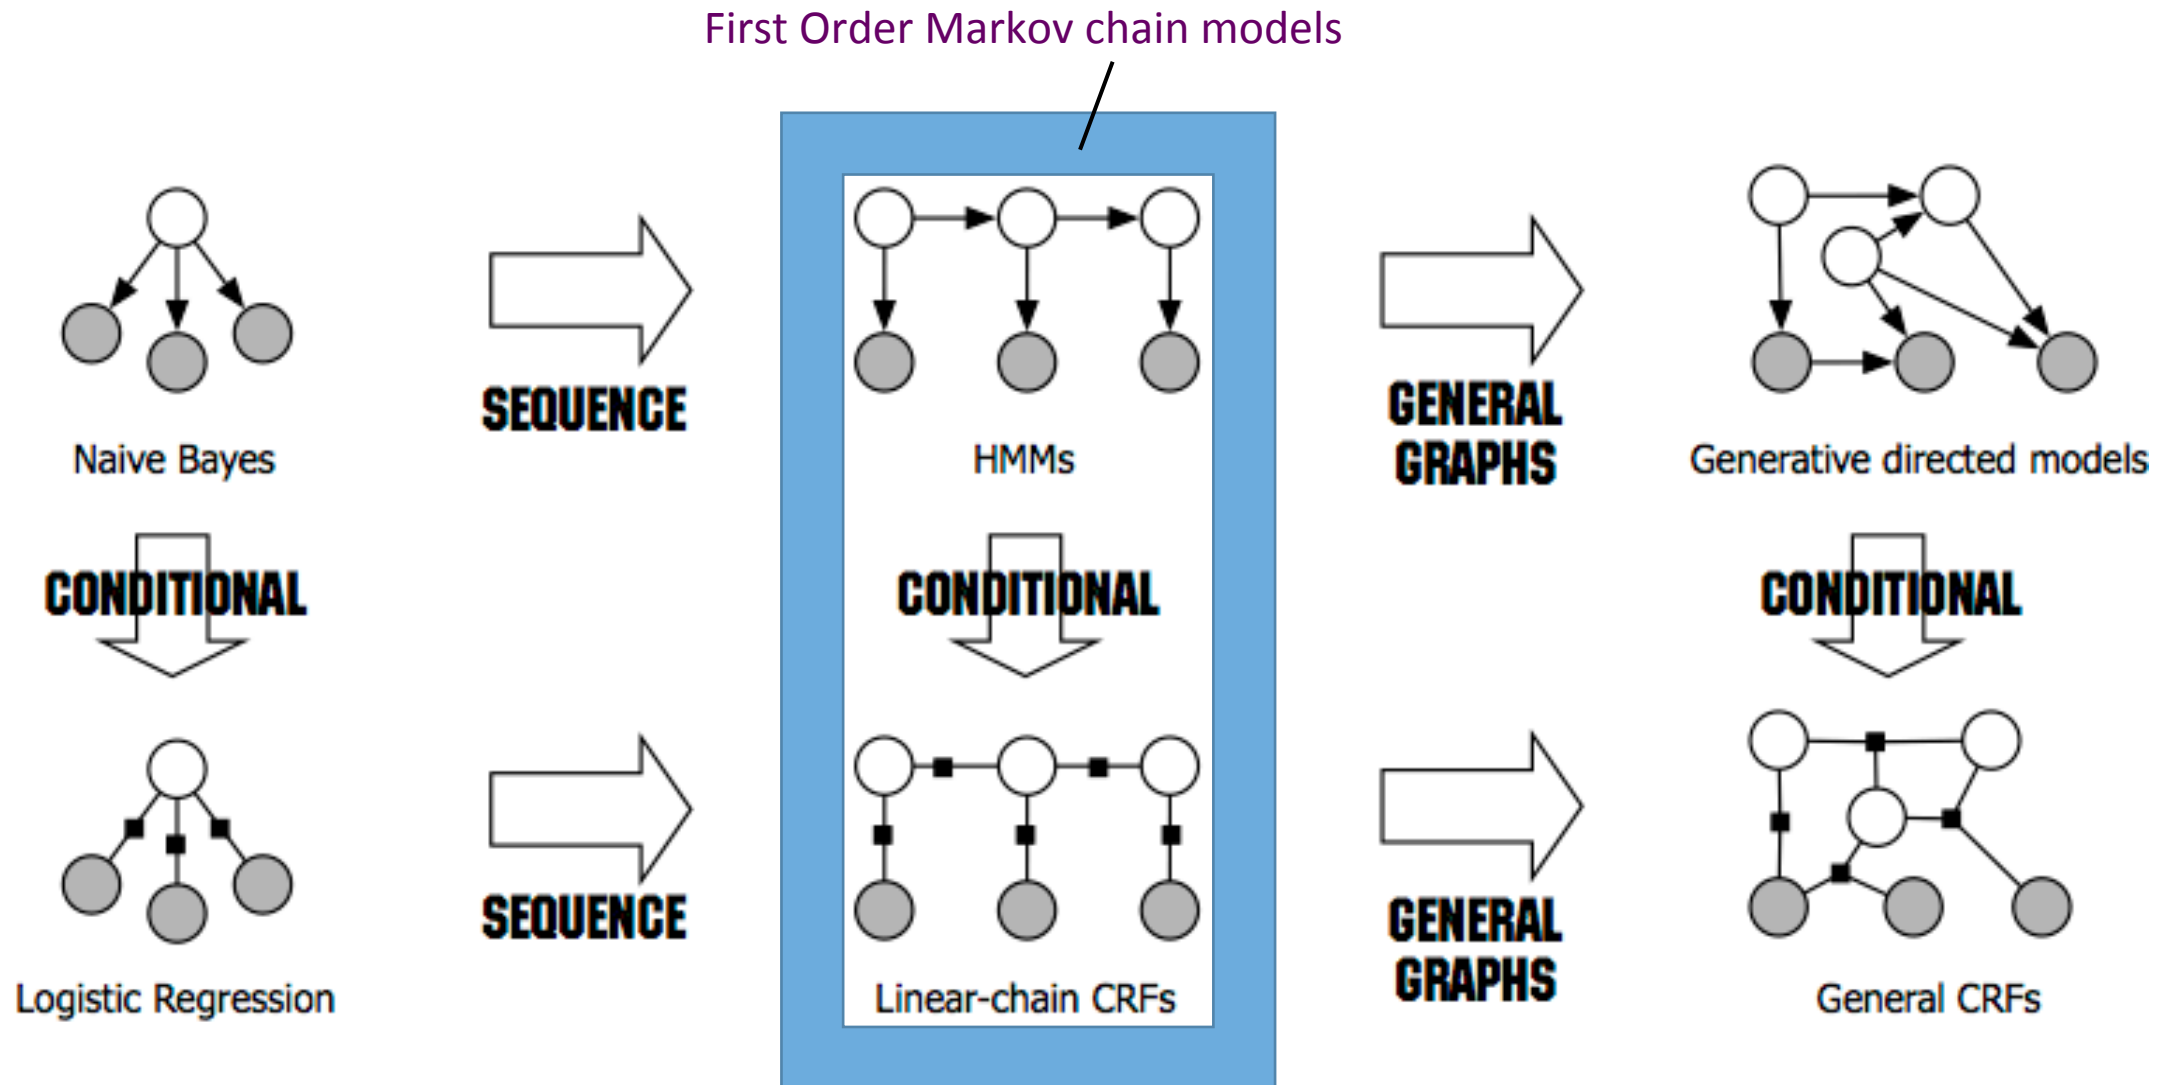 First Order Markov chain models
SEQUENCE
GENERAL
GRAPHS
Naive Bayes
HMMs
Generative directed models
CONDITIONAL
CONDITIONAL
CONDITIONAL
SEQUENCE
GENERAL
GRAPHS
Logistic Regression
Linear-chain CRFs
General CRFs